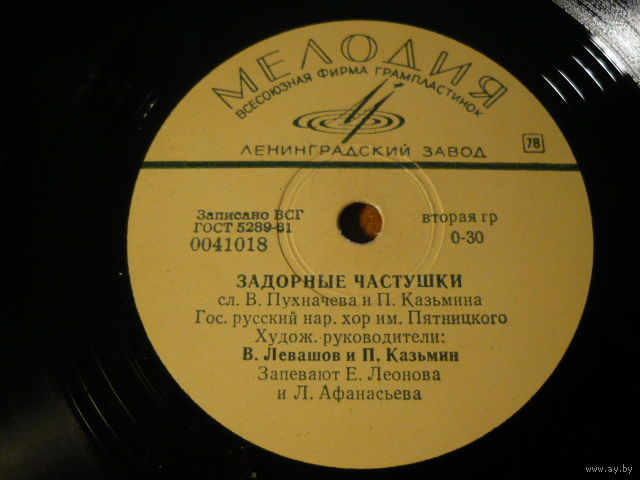 МЕЛОДИЯ
ВСЕСОЮЗНАЯ ФИРМА ГРАМПЛАСТИНОК
ЛЕНИНГРАДСКИЙ ЗАВОД
78
Записано ВСГ
ГОСТ 5289-61
0041018
вторая гр
0-30
ЗАДОРНЫЕ ЧАСТУШКИ
сл. В. Пухначева и П. Казьмина
Гос. русский нар. хор им. Пятницкого
Худож. руководители:
В. Левашов и П. Казьмин
Запевают Е. Леонова
и Л. Афанасьева
www.ay.by